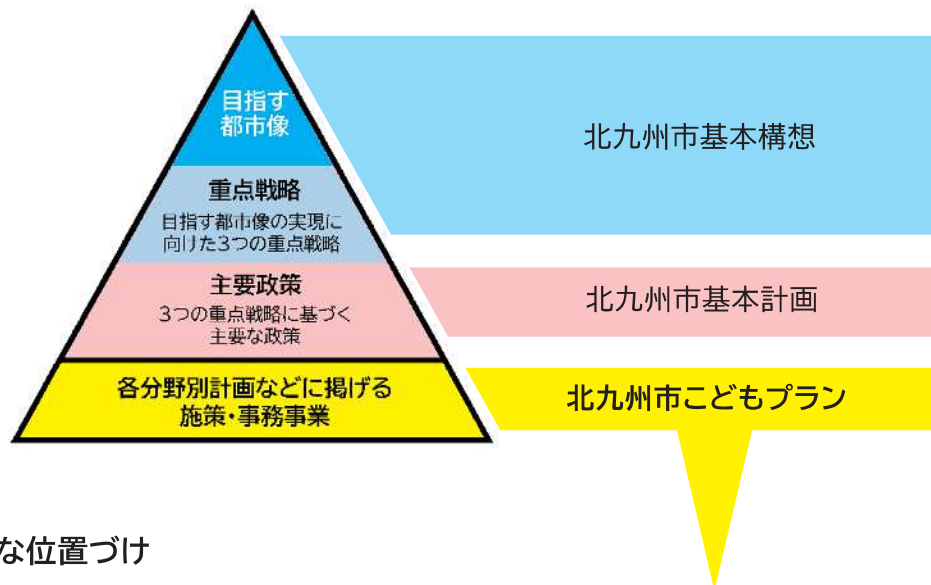 目指す
都市像
重点戦略
目指す都市像の実現に
向けた3つの重点戦略
主要政策
3つの重点戦略に基づく
主要な政策
各分野別計画などに掲げる
施策・事務事業
北九州市基本構想
北九州市基本計画
北九州市こどもプラン
な位置づけ